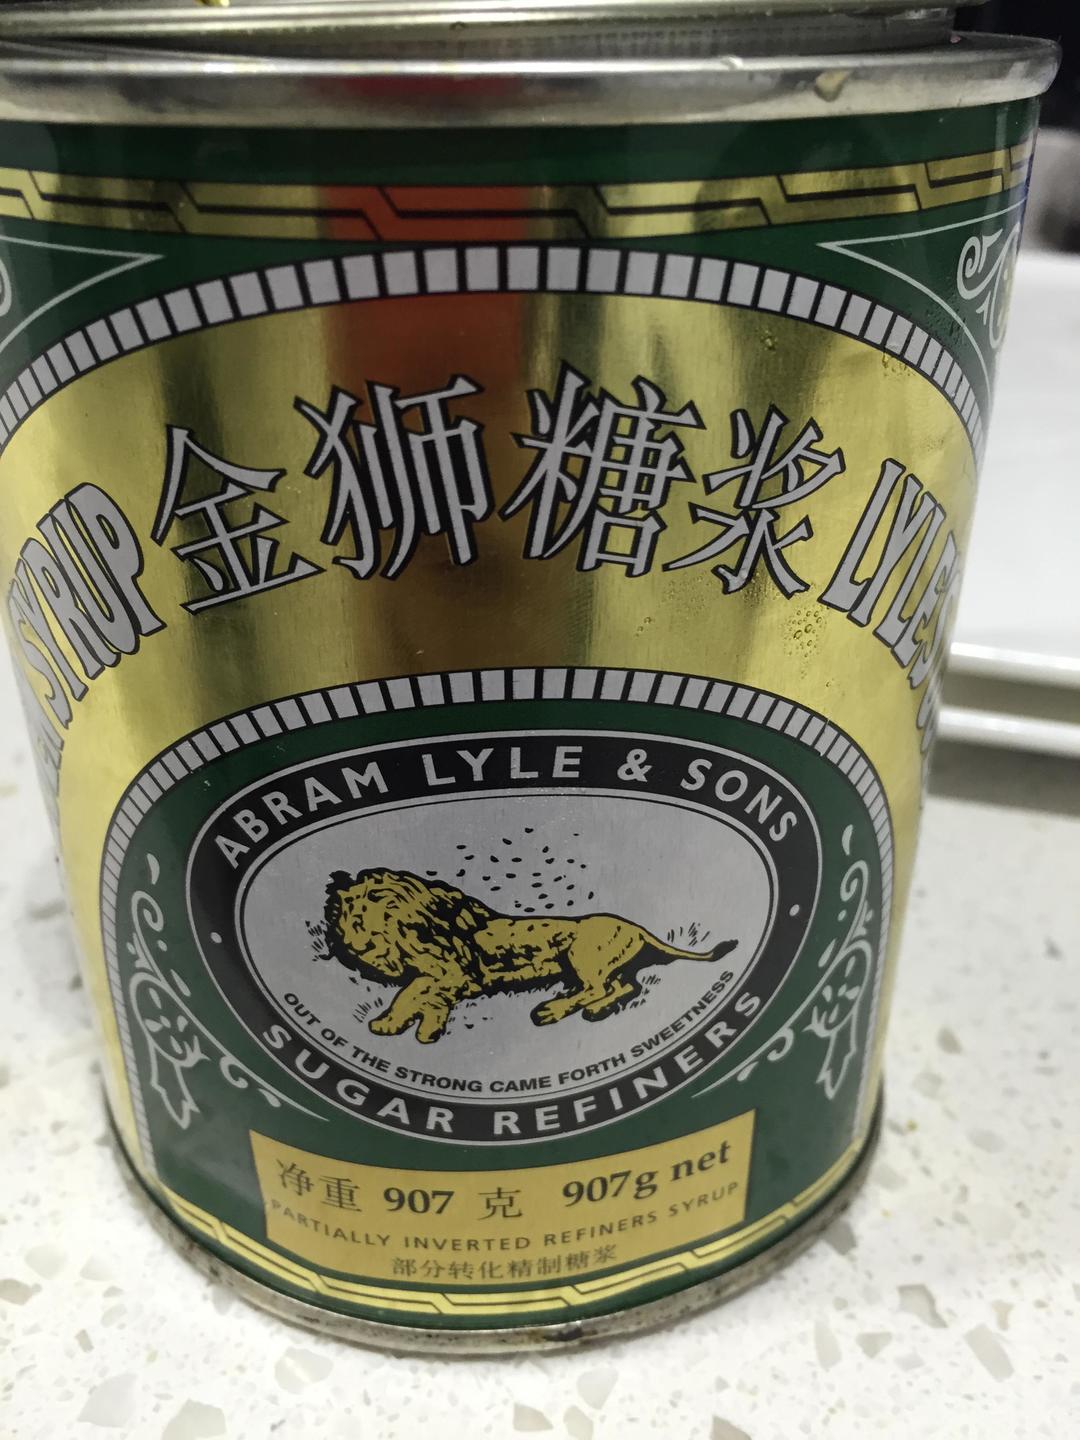 SYRUP 金狮糖浆 LYLE'S
ABRAM LYLE & SONS
OUT OF THE STRONG CAME FORTH SWEETNESS
SUGAR REFINERS
净重 907 克 907g net
PARTIALLY INVERTED REFINERS SYRUP
部分转化精制糖浆